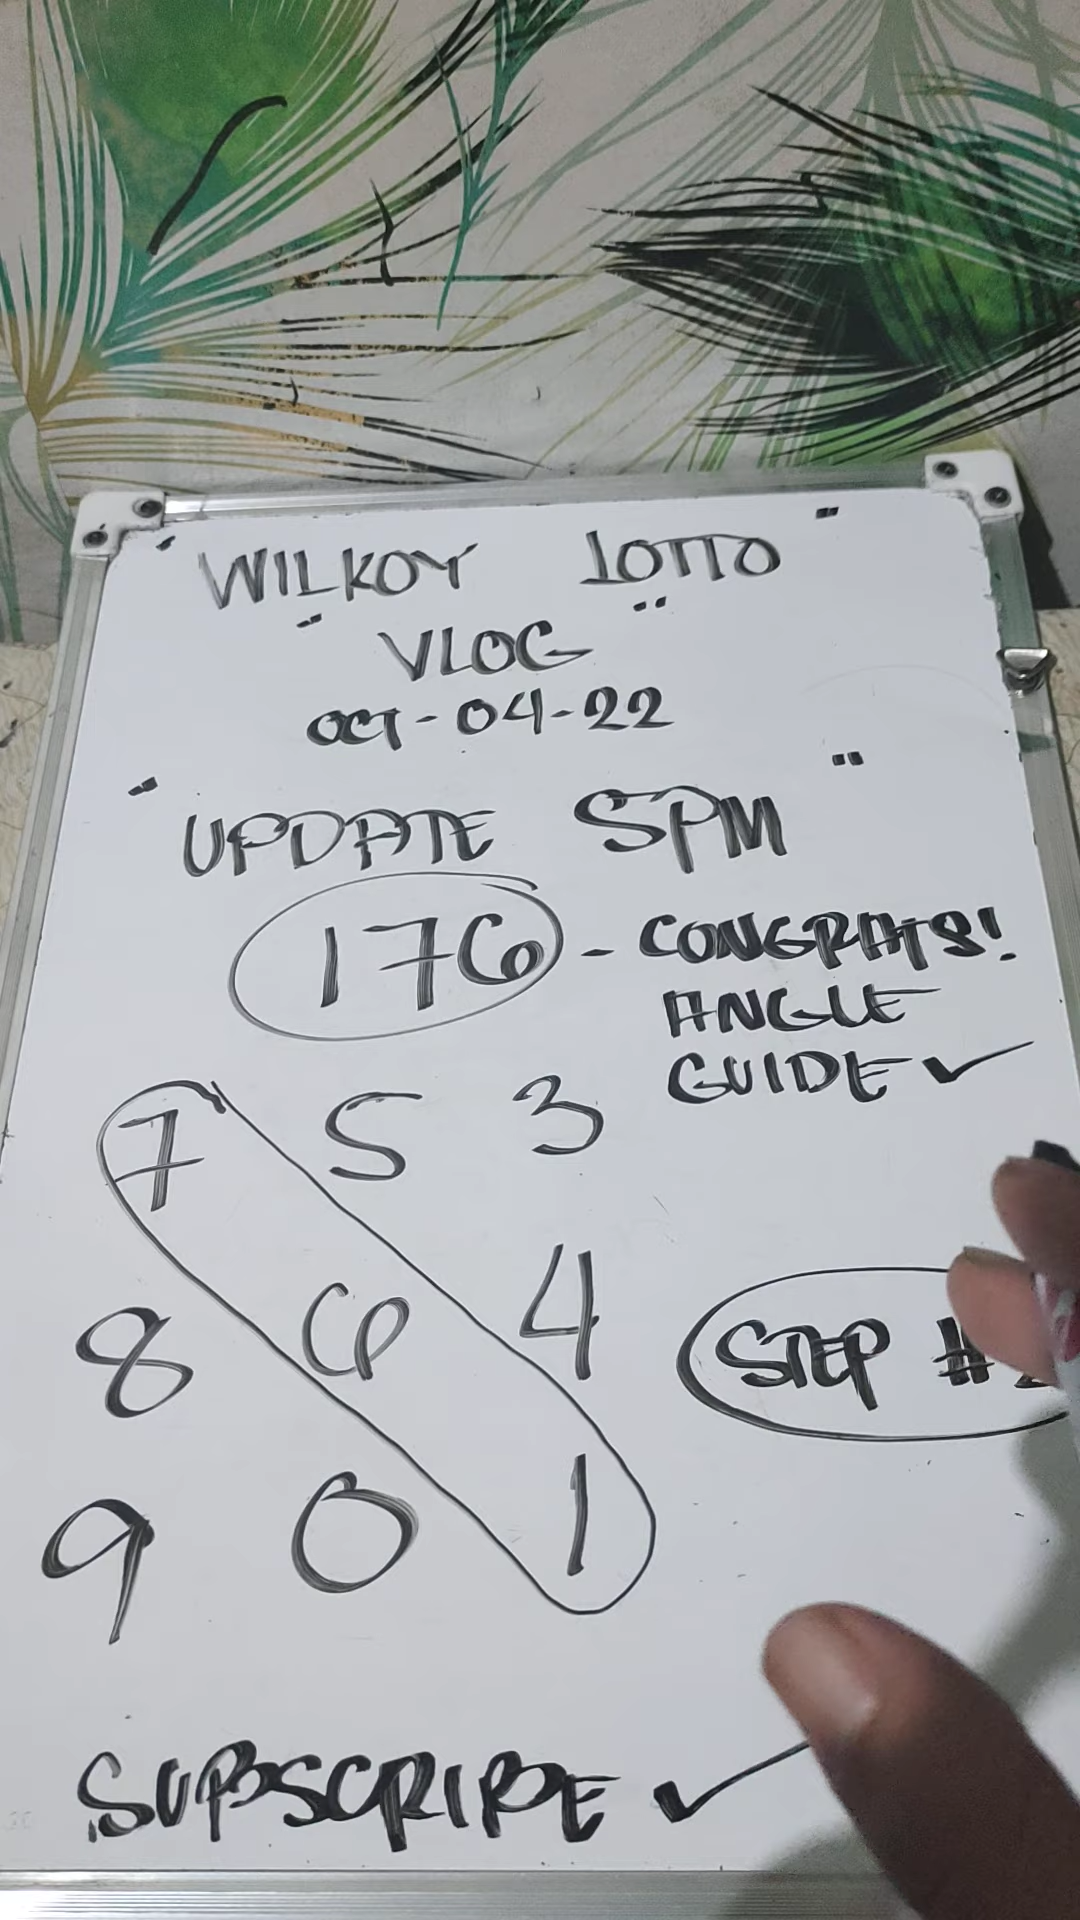 "WILKOY LOTTO"
"VLOG"
OCT-04-22
"UPDATE 5PM"
176 - CONGRATS!
ANGLE
GUIDE✓
7 5 3
8 6 4
STEP #
9 0 1
SUBSCRIBE ✓